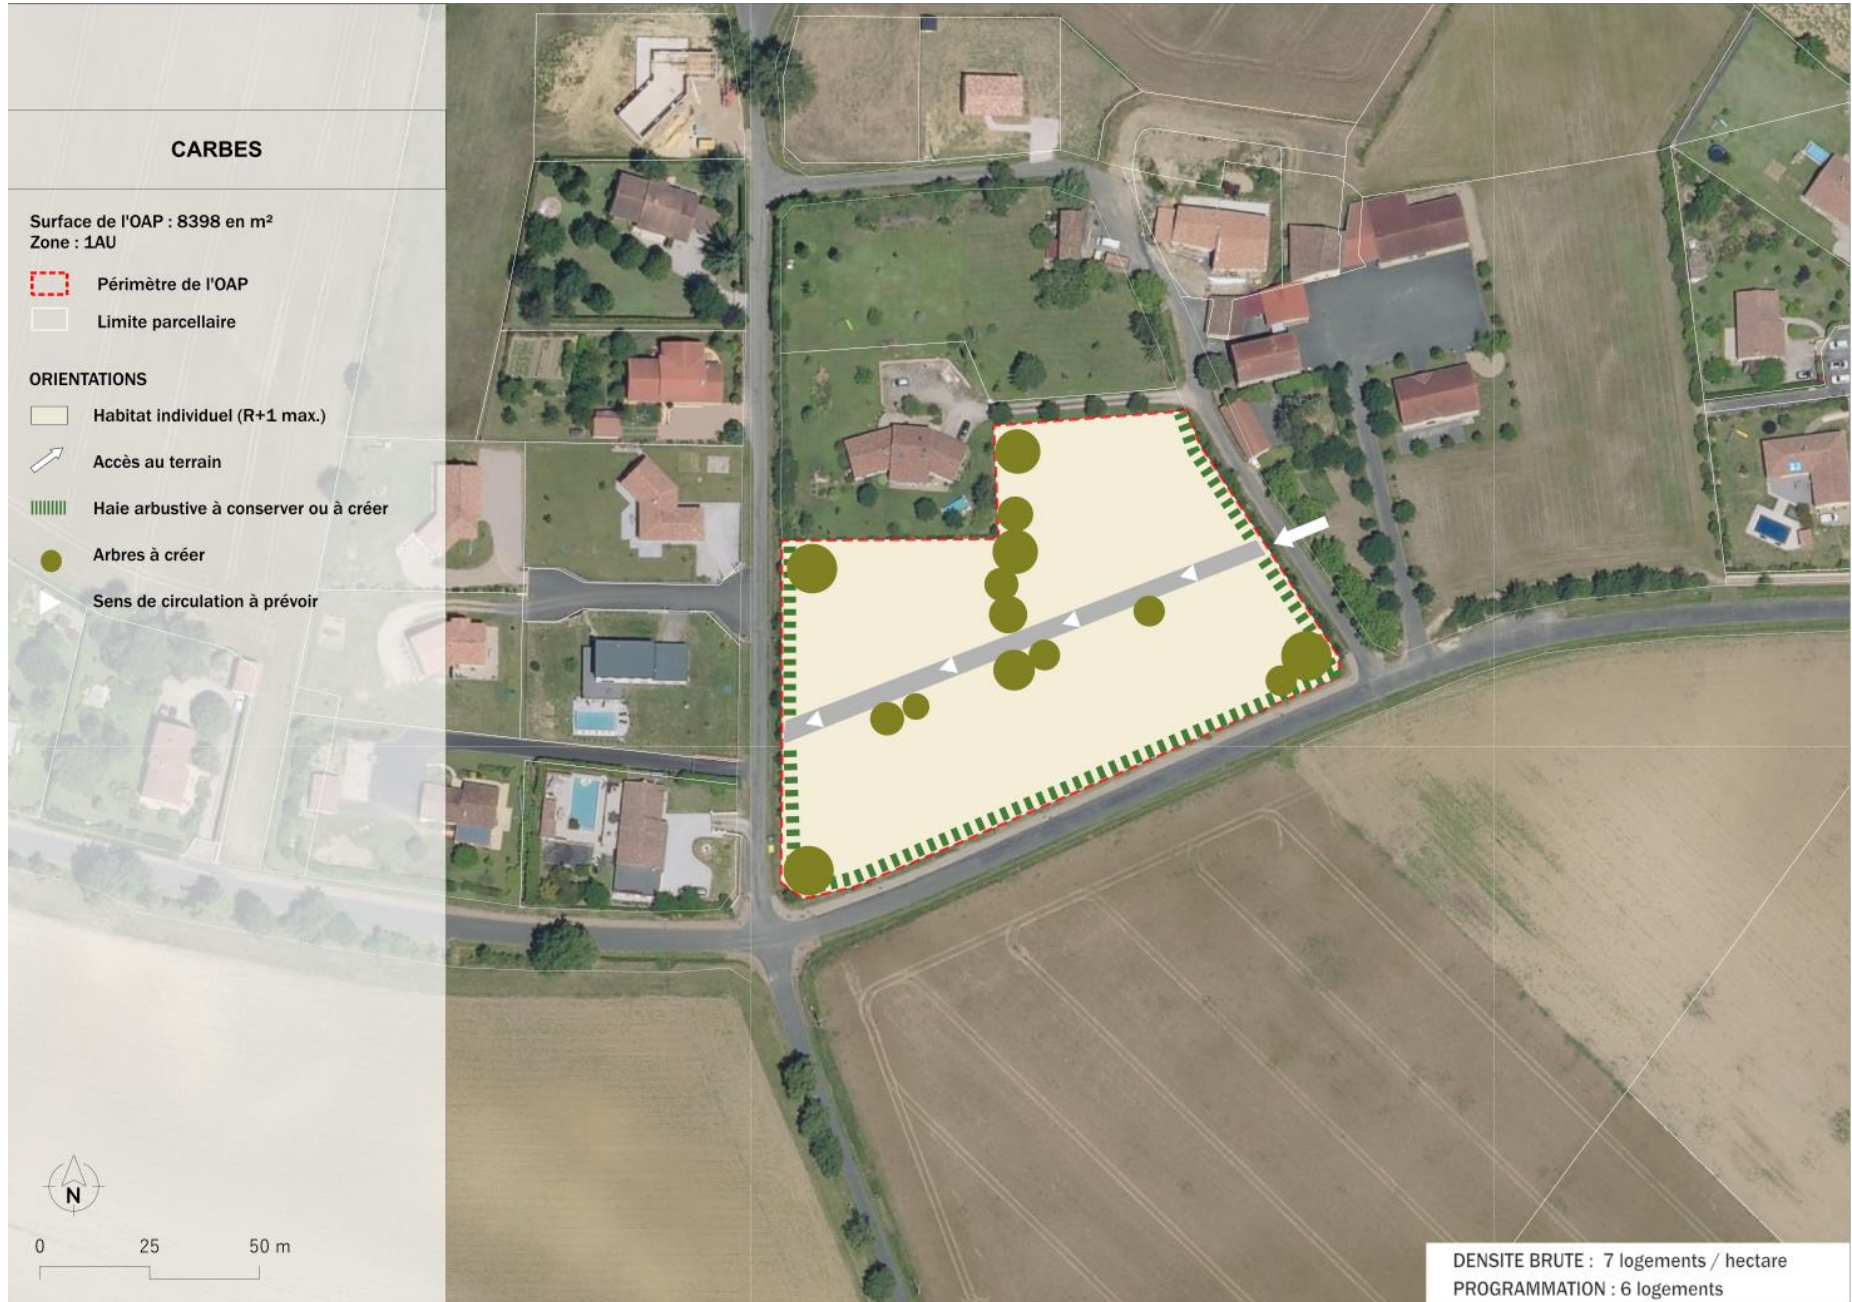 CARBES
Surface de l'OAP : 8398 en m²
Zone : 1AU
Périmètre de l'OAP
Limite parcellaire
ORIENTATIONS
Habitat individuel (R+1 max.)
Accès au terrain
Haie arbustive à conserver ou à créer
Arbres à créer
Sens de circulation à prévoir
N
0 25 50 m
DENSITE BRUTE : 7 logements / hectare
PROGRAMMATION : 6 logements